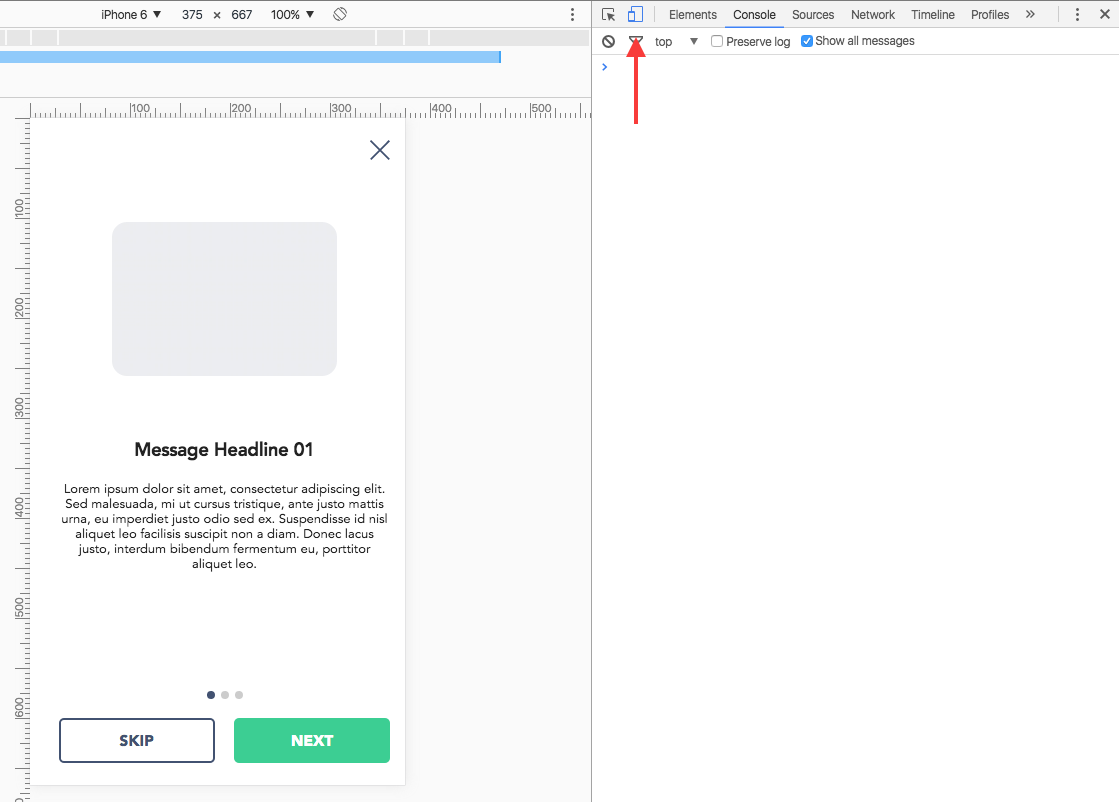 iPhone 6 ▼ 375 × 667 100% ▼
Elements Console Sources Network Timeline Profiles »
top ▼ Preserve log Show all messages
100 200 300 400 500
100
200
300
400
500
600
Message Headline 01
Lorem ipsum dolor sit amet, consectetur adipiscing elit.
Sed malesuada, mi ut cursus tristique, ante justo mattis
urna, eu imperdiet justo odio sed ex. Suspendisse id nisl
aliquet leo facilisis suscipit non a diam. Donec lacus
justo, interdum bibendum fermentum eu, porttitor
aliquet leo.
SKIP NEXT